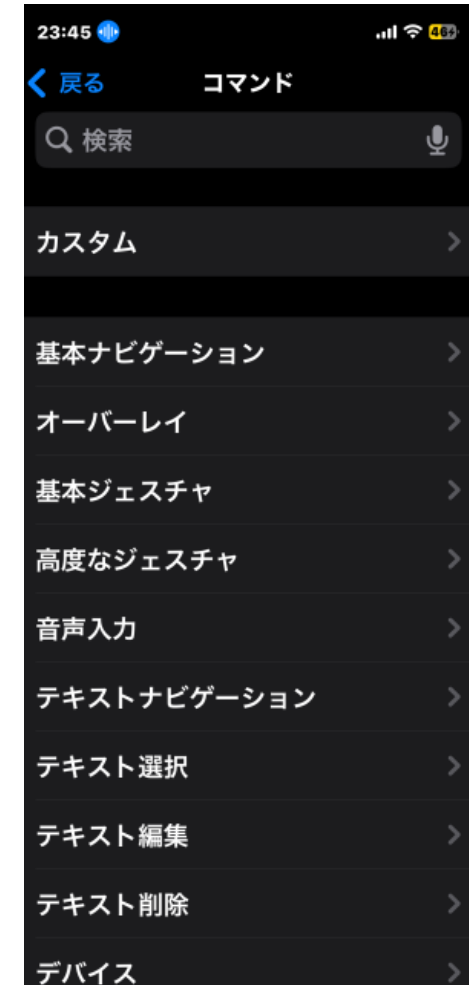 23:45
46
戻る コマンド
検索
カスタム
基本ナビゲーション
オーバーレイ
基本ジェスチャ
高度なジェスチャ
音声入力
テキストナビゲーション
テキスト選択
テキスト編集
テキスト削除
デバイス